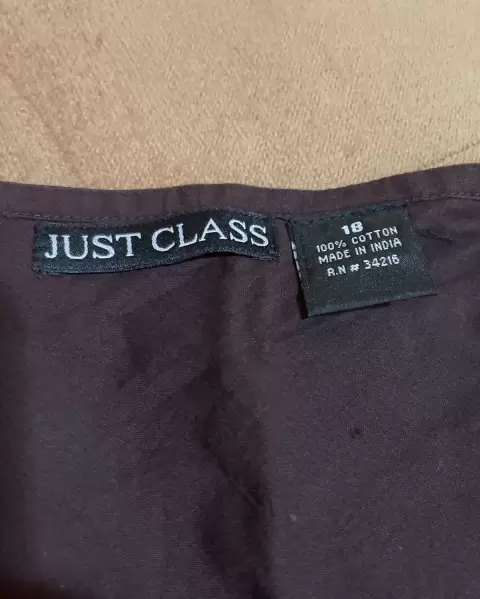 JUST CLASS
18
100% COTTON
MADE IN INDIA
R.N # 34216